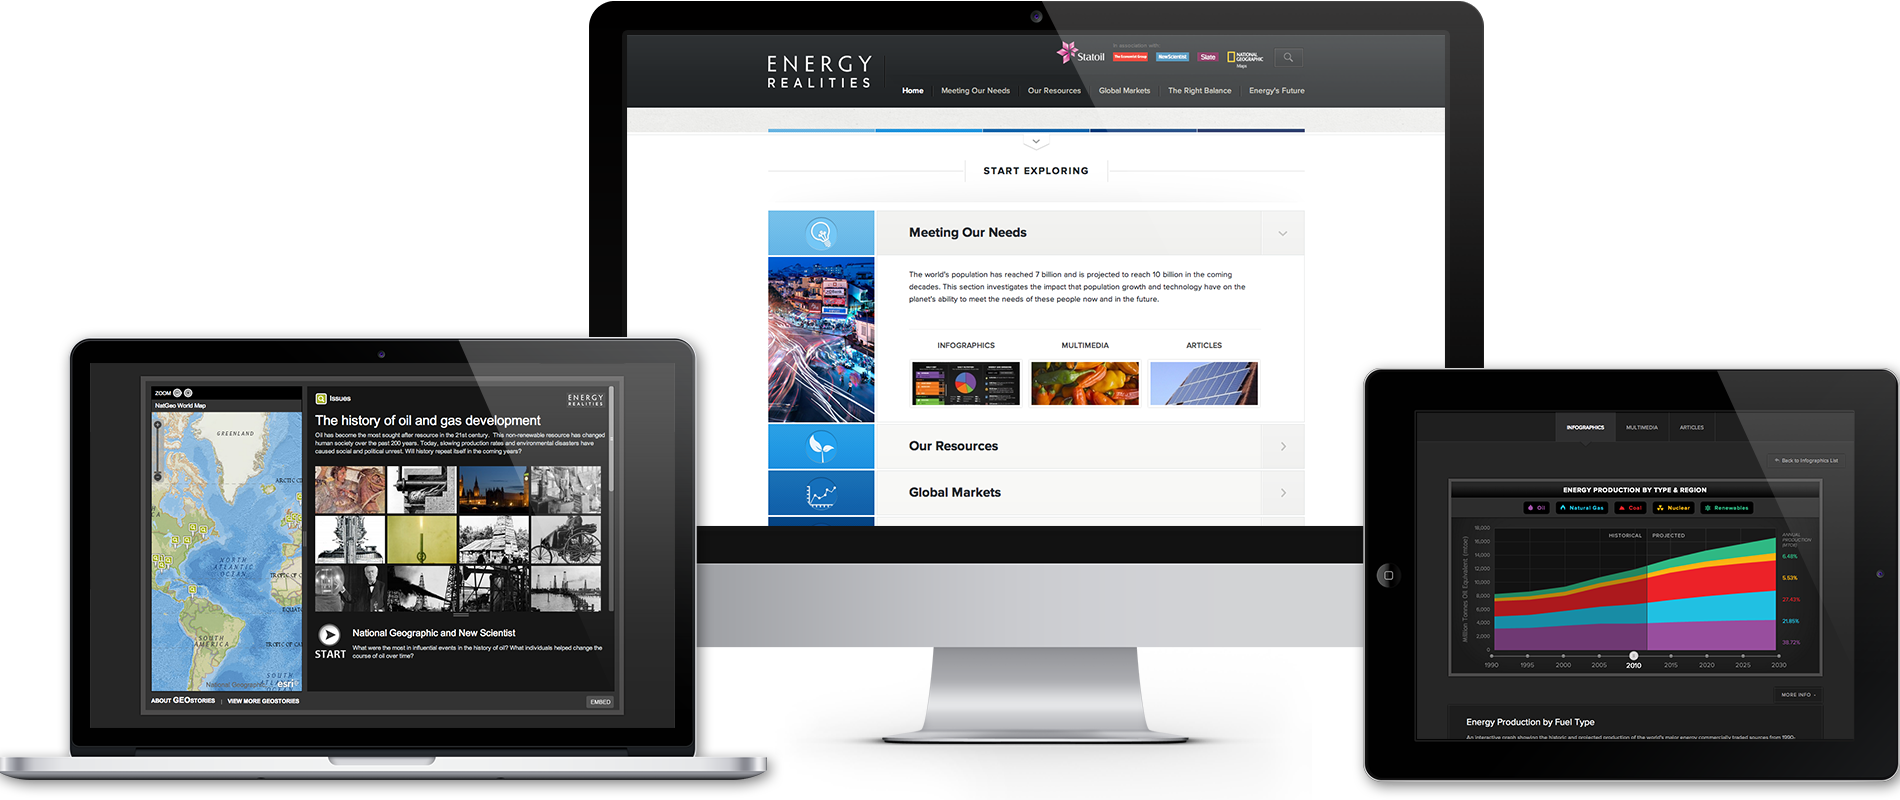 ENERGY
REALITIES
Statoil
In association with:
The Economist Group
NewScientist
Slate
NATIONAL
GEOGRAPHIC
Maps
Home
Meeting Our Needs
Our Resources
Global Markets
The Right Balance
Energy's Future
START EXPLORING
Meeting Our Needs
The world's population has reached 7 billion and is projected to reach 10 billion in the coming
decades. This section investigates the impact that population growth and technology have on the
planet's ability to meet the needs of these people now and in the future.
INFOGRAPHICS
MULTIMEDIA
ARTICLES
Our Resources
Global Markets
ZOOM
NatGeo World Map
GREENLAND
ARCTIC C
NORTH
ATLANTIC
OCEAN
TROPIC OF
EQUAT
SOUTH
AMERICA
TROPIC OF CA
SOUTH
ATLANTIC
National Geographic
esri
Issues
ENERGY
REALITIES
The history of oil and gas development
Oil has become the most sought after resource in the 21st century. This non-renewable resource has changed
human society over the past 200 years. Today, slowing production rates and environmental disasters have
caused social and political unrest. Will history repeat itself in the coming years?
START
National Geographic and New Scientist
What were the most in influential events in the history of oil? What individuals helped change the
course of oil over time?
ABOUT GEOSTORIES | VIEW MORE GEOSTORIES
EMBED
INFOGRAPHICS
MULTIMEDIA
ARTICLES
Back to Infographics List
ENERGY PRODUCTION BY TYPE & REGION
Oil
Natural Gas
Coal
Nuclear
Renewables
HISTORICAL
PROJECTED
ANNUAL
PRODUCTION
(MTOE)
Million Tonnes Oil Equivalent (mtoe)
18,000
16,000
14,000
12,000
10,000
8,000
6,000
4,000
2,000
0
6.48%
5.53%
27.43%
21.85%
38.72%
1990
1995
2000
2005
2010
2015
2020
2025
2030
MORE INFO
Energy Production by Fuel Type
An interactive graph showing the historic and projected production of the world's major energy commercially traded sources from 1990-